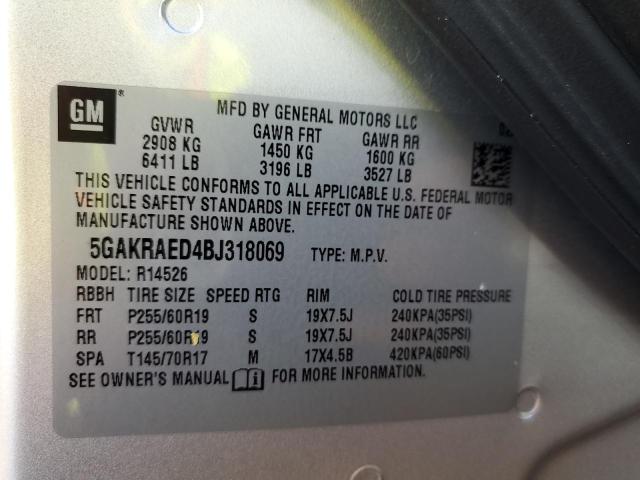 GM
MFD BY GENERAL MOTORS LLC
GVWR GAWR FRT GAWR RR
2908 KG 1450 KG 1600 KG
6411 LB 3196 LB 3527 LB
THIS VEHICLE CONFORMS TO ALL APPLICABLE U.S. FEDERAL MOTOR
VEHICLE SAFETY STANDARDS IN EFFECT ON THE DATE OF
MANUFACTURE SHOWN ABOVE.
5GAKRAED4BJ318069 TYPE: M.P.V.
MODEL: R14526
RBBH TIRE SIZE SPEED RTG RIM COLD TIRE PRESSURE
FRT P255/60R19 S 19X7.5J 240KPA(35PSI)
RR P255/60R19 S 19X7.5J 240KPA(35PSI)
SPA T145/70R17 M 17X4.5B 420KPA(60PSI)
SEE OWNER'S MANUAL i FOR MORE INFORMATION.